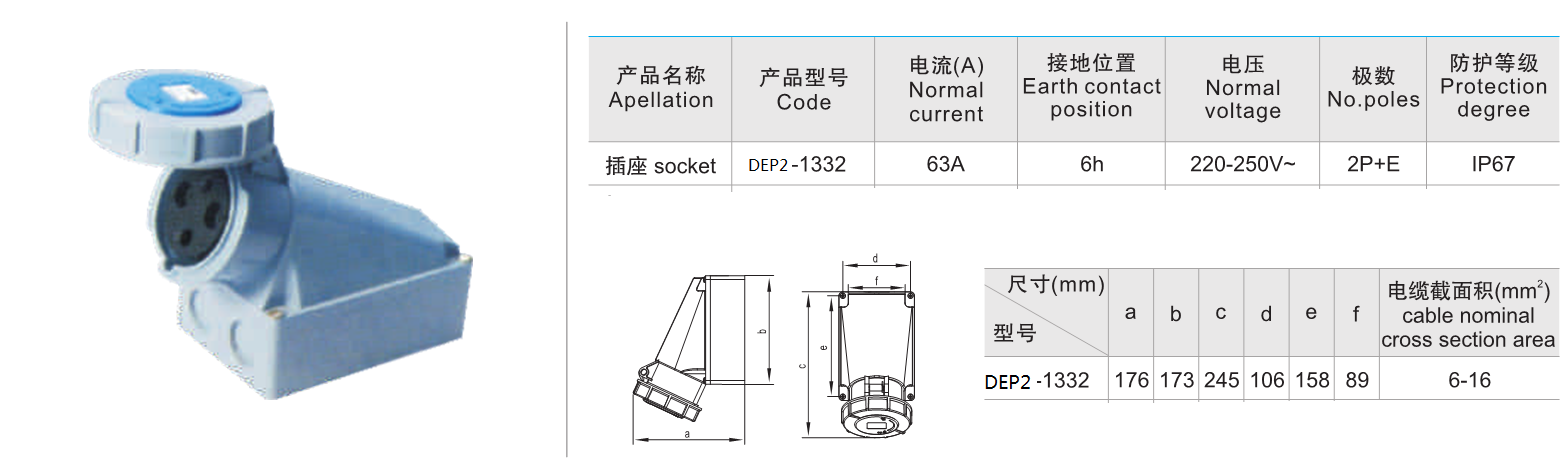 产品名称 Apellation
产品型号 Code
电流(A) Normal current
接地位置 Earth contact position
电压 Normal voltage
极数 No.poles
防护等级 Protection degree
插座 socket DEP2-1332 63A 6h 220-250V~ 2P+E IP67
a
b
c
e
d
f
尺寸(mm)
型号
a b c d e f
电缆截面积(mm²)
cable nominal
cross section area
DEP2-1332 176 173 245 106 158 89 6-16